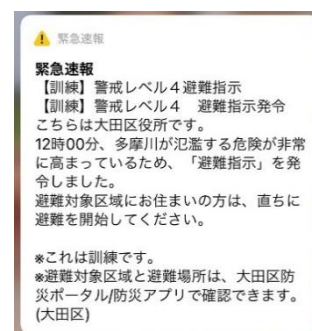 緊急速報
緊急速報
【訓練】警戒レベル4避難指示
【訓練】警戒レベル4 避難指示発令
こちらは大田区役所です。
12時00分、多摩川が氾濫する危険が非常
に高まっているため、「避難指示」を発
令しました。
避難対象区域にお住まいの方は、直ちに
避難を開始してください。
※これは訓練です。
※避難対象区域と避難場所は、大田区防
災ポータル/防災アプリで確認できます。
(大田区)